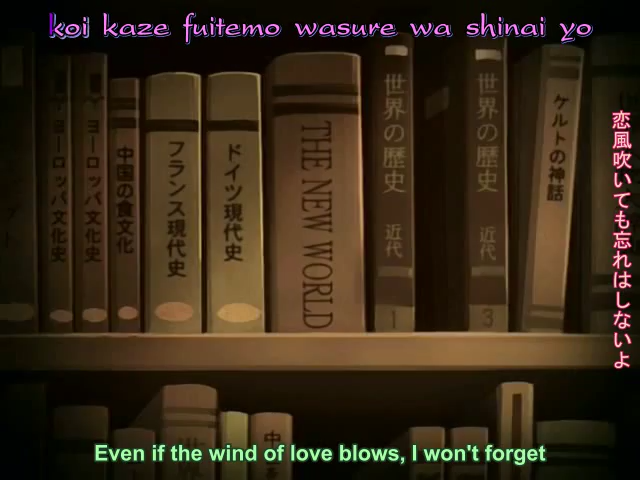 koi kaze fuitemo wasure wa shinai yo
ヨーロッパ文化史
ヨーロッパ文化史
中国の食文化
フランス現代史
ドイツ現代史
THE NEW WORLD
世界の歴史 近代 1
世界の歴史 近代 3
ケルトの神話
恋風吹いても忘れはしないよ
Even if the wind of love blows, I won't forget